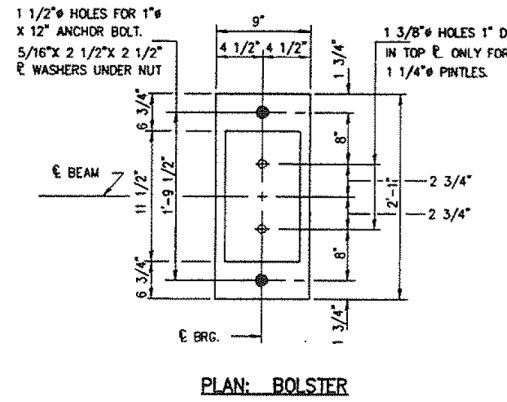 1 1/2"ø HOLES FOR 1"ø
X 12" ANCHOR BOLT.
5/16"X 2 1/2"X 2 1/2"
℄ WASHERS UNDER NUT
9"
4 1/2" 4 1/2"
1 3/8"ø HOLES 1" D
IN TOP ℄ ONLY FOR
1 1/4"ø PINTLES.
1 3/4"
6 3/4"
8"
℄ BEAM
11 1/2"
1'-9 1/2"
2 3/4"
2'-1"
2 3/4"
8"
6 3/4"
1 3/4"
℄ BRG.
PLAN: BOLSTER